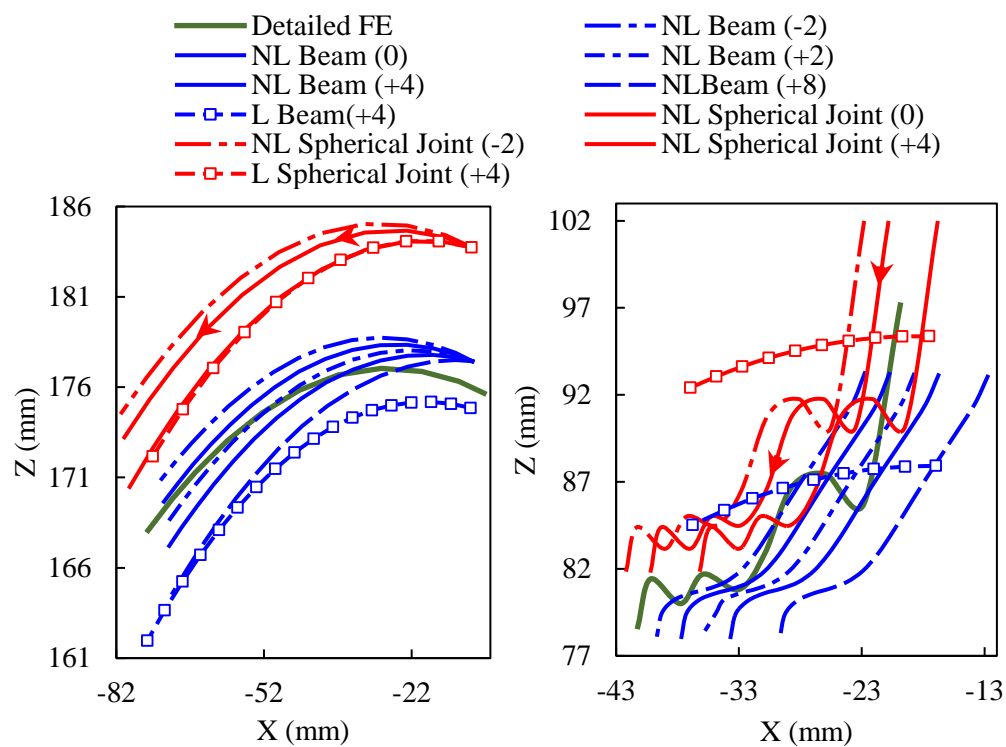 Detailed FE
NL Beam (0)
NL Beam (+4)
L Beam(+4)
NL Spherical Joint (-2)
L Spherical Joint (+4)
NL Beam (-2)
NL Beam (+2)
NLBeam (+8)
NL Spherical Joint (0)
NL Spherical Joint (+4)
186
181
176
171
166
161
Z (mm)
-82
-52
-22
X (mm)
102
97
92
87
82
77
Z (mm)
-43
-33
-23
-13
X (mm)